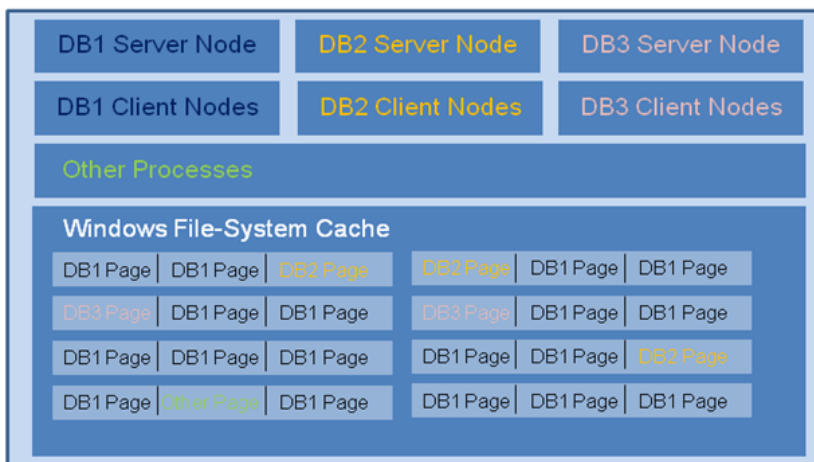 DB1 Server Node DB2 Server Node DB3 Server Node
DB1 Client Nodes DB2 Client Nodes DB3 Client Nodes
Other Processes
Windows File-System Cache
DB1 Page DB1 Page DB2 Page DB2 Page DB1 Page DB1 Page
DB3 Page DB1 Page DB1 Page DB3 Page DB1 Page DB1 Page
DB1 Page DB1 Page DB1 Page DB1 Page DB1 Page DB2 Page
DB1 Page Other Page DB1 Page DB1 Page DB1 Page DB1 Page